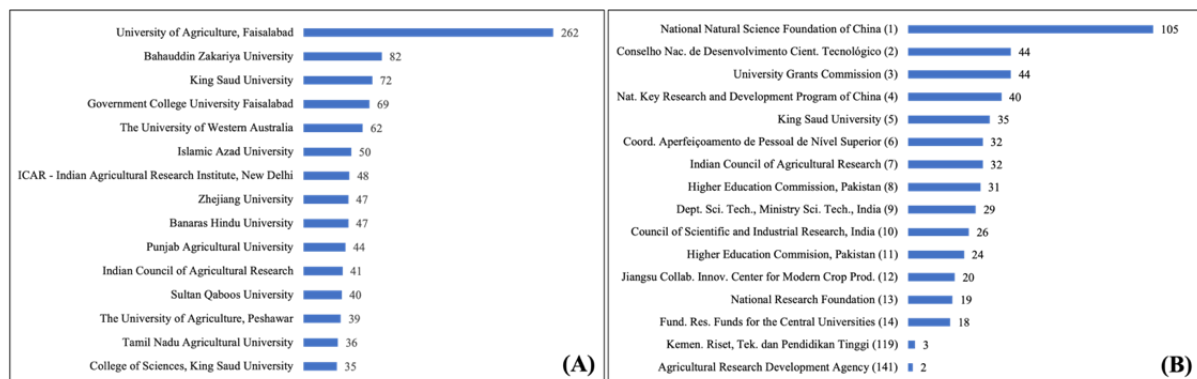 University of Agriculture, Faisalabad 262
Bahauddin Zakariya University 82
King Saud University 72
Government College University Faisalabad 69
The University of Western Australia 62
Islamic Azad University 50
ICAR - Indian Agricultural Research Institute, New Delhi 48
Zhejiang University 47
Banaras Hindu University 47
Punjab Agricultural University 44
Indian Council of Agricultural Research 41
Sultan Qaboos University 40
The University of Agriculture, Peshawar 39
Tamil Nadu Agricultural University 36
College of Sciences, King Saud University 35
(A)
National Natural Science Foundation of China (1) 105
Conselho Nac. de Desenvolvimento Cient. Tecnológico (2) 44
University Grants Commission (3) 44
Nat. Key Research and Development Program of China (4) 40
King Saud University (5) 35
Coord. Aperfeiçoamento de Pessoal de Nível Superior (6) 32
Indian Council of Agricultural Research (7) 32
Higher Education Commission, Pakistan (8) 31
Dept. Sci. Tech., Ministry Sci. Tech., India (9) 29
Council of Scientific and Industrial Research, India (10) 26
Higher Education Commision, Pakistan (11) 24
Jiangsu Collab. Innov. Center for Modern Crop Prod. (12) 20
National Research Foundation (13) 19
Fund. Res. Funds for the Central Universities (14) 18
Kemen. Riset, Tek. dan Pendidikan Tinggi (119) 3
Agricultural Research Development Agency (141) 2
(B)